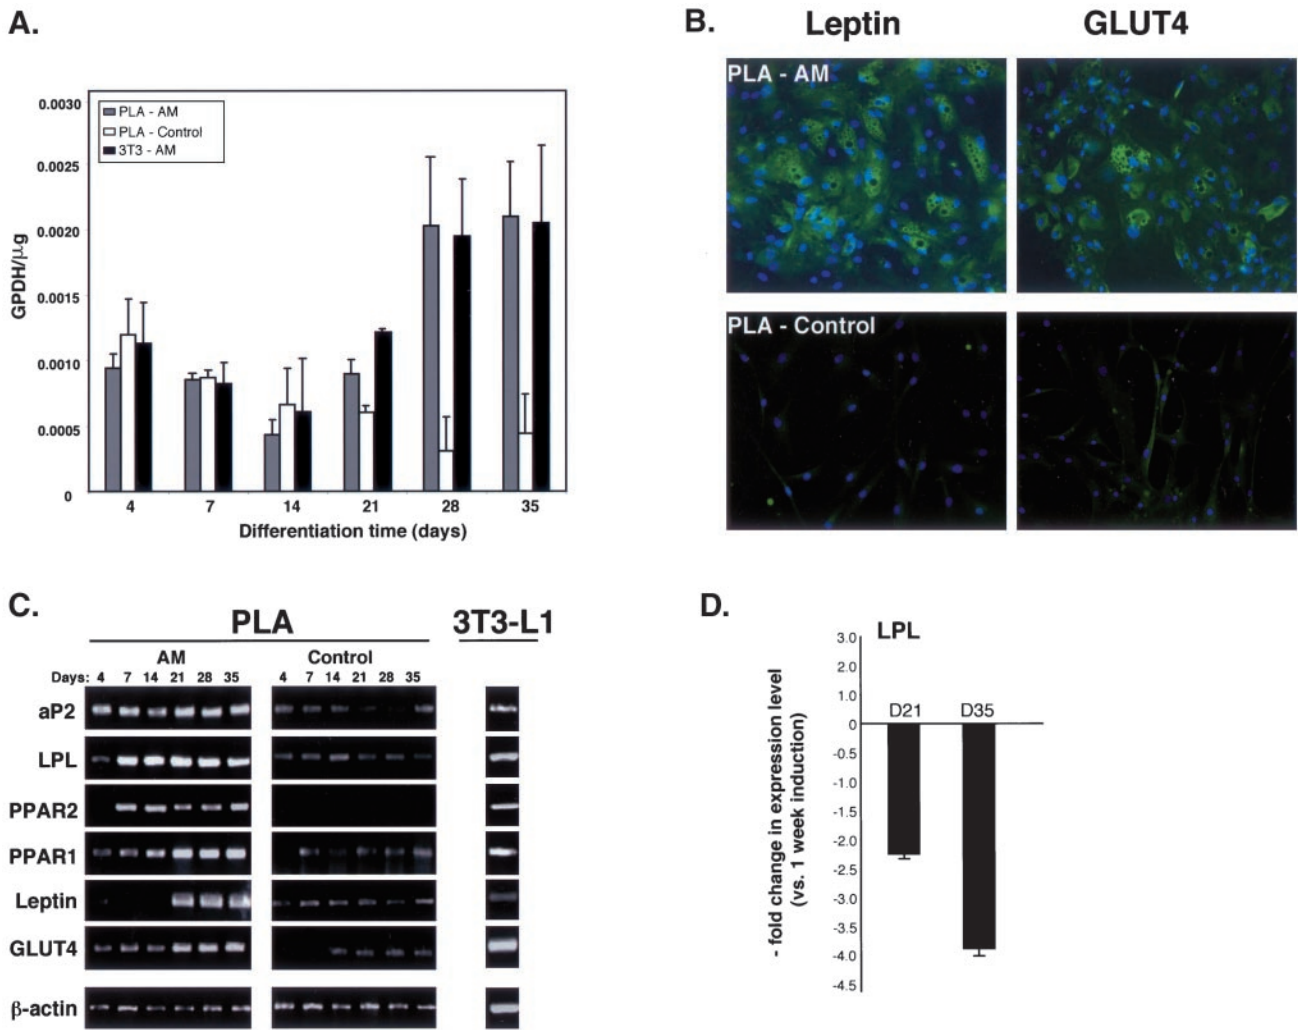 A.
0.0030
0.0025
0.0020
0.0015
0.0010
0.0005
0
GPDH/µg
PLA - AM
PLA - Control
3T3 - AM
4 7 14 21 28 35
Differentiation time (days)
B.
Leptin GLUT4
PLA - AM
PLA - Control
C.
PLA 3T3-L1
AM Control
Days: 4 7 14 21 28 35 4 7 14 21 28 35
aP2
LPL
PPAR2
PPAR1
Leptin
GLUT4
β-actin
D.
LPL
3.0
2.0
1.0
0
-0.5
-1.0
-1.5
-2.0
-2.5
-3.0
-3.5
-4.0
-4.5
D21 D35
- fold change in expression level
(vs. 1 week induction)